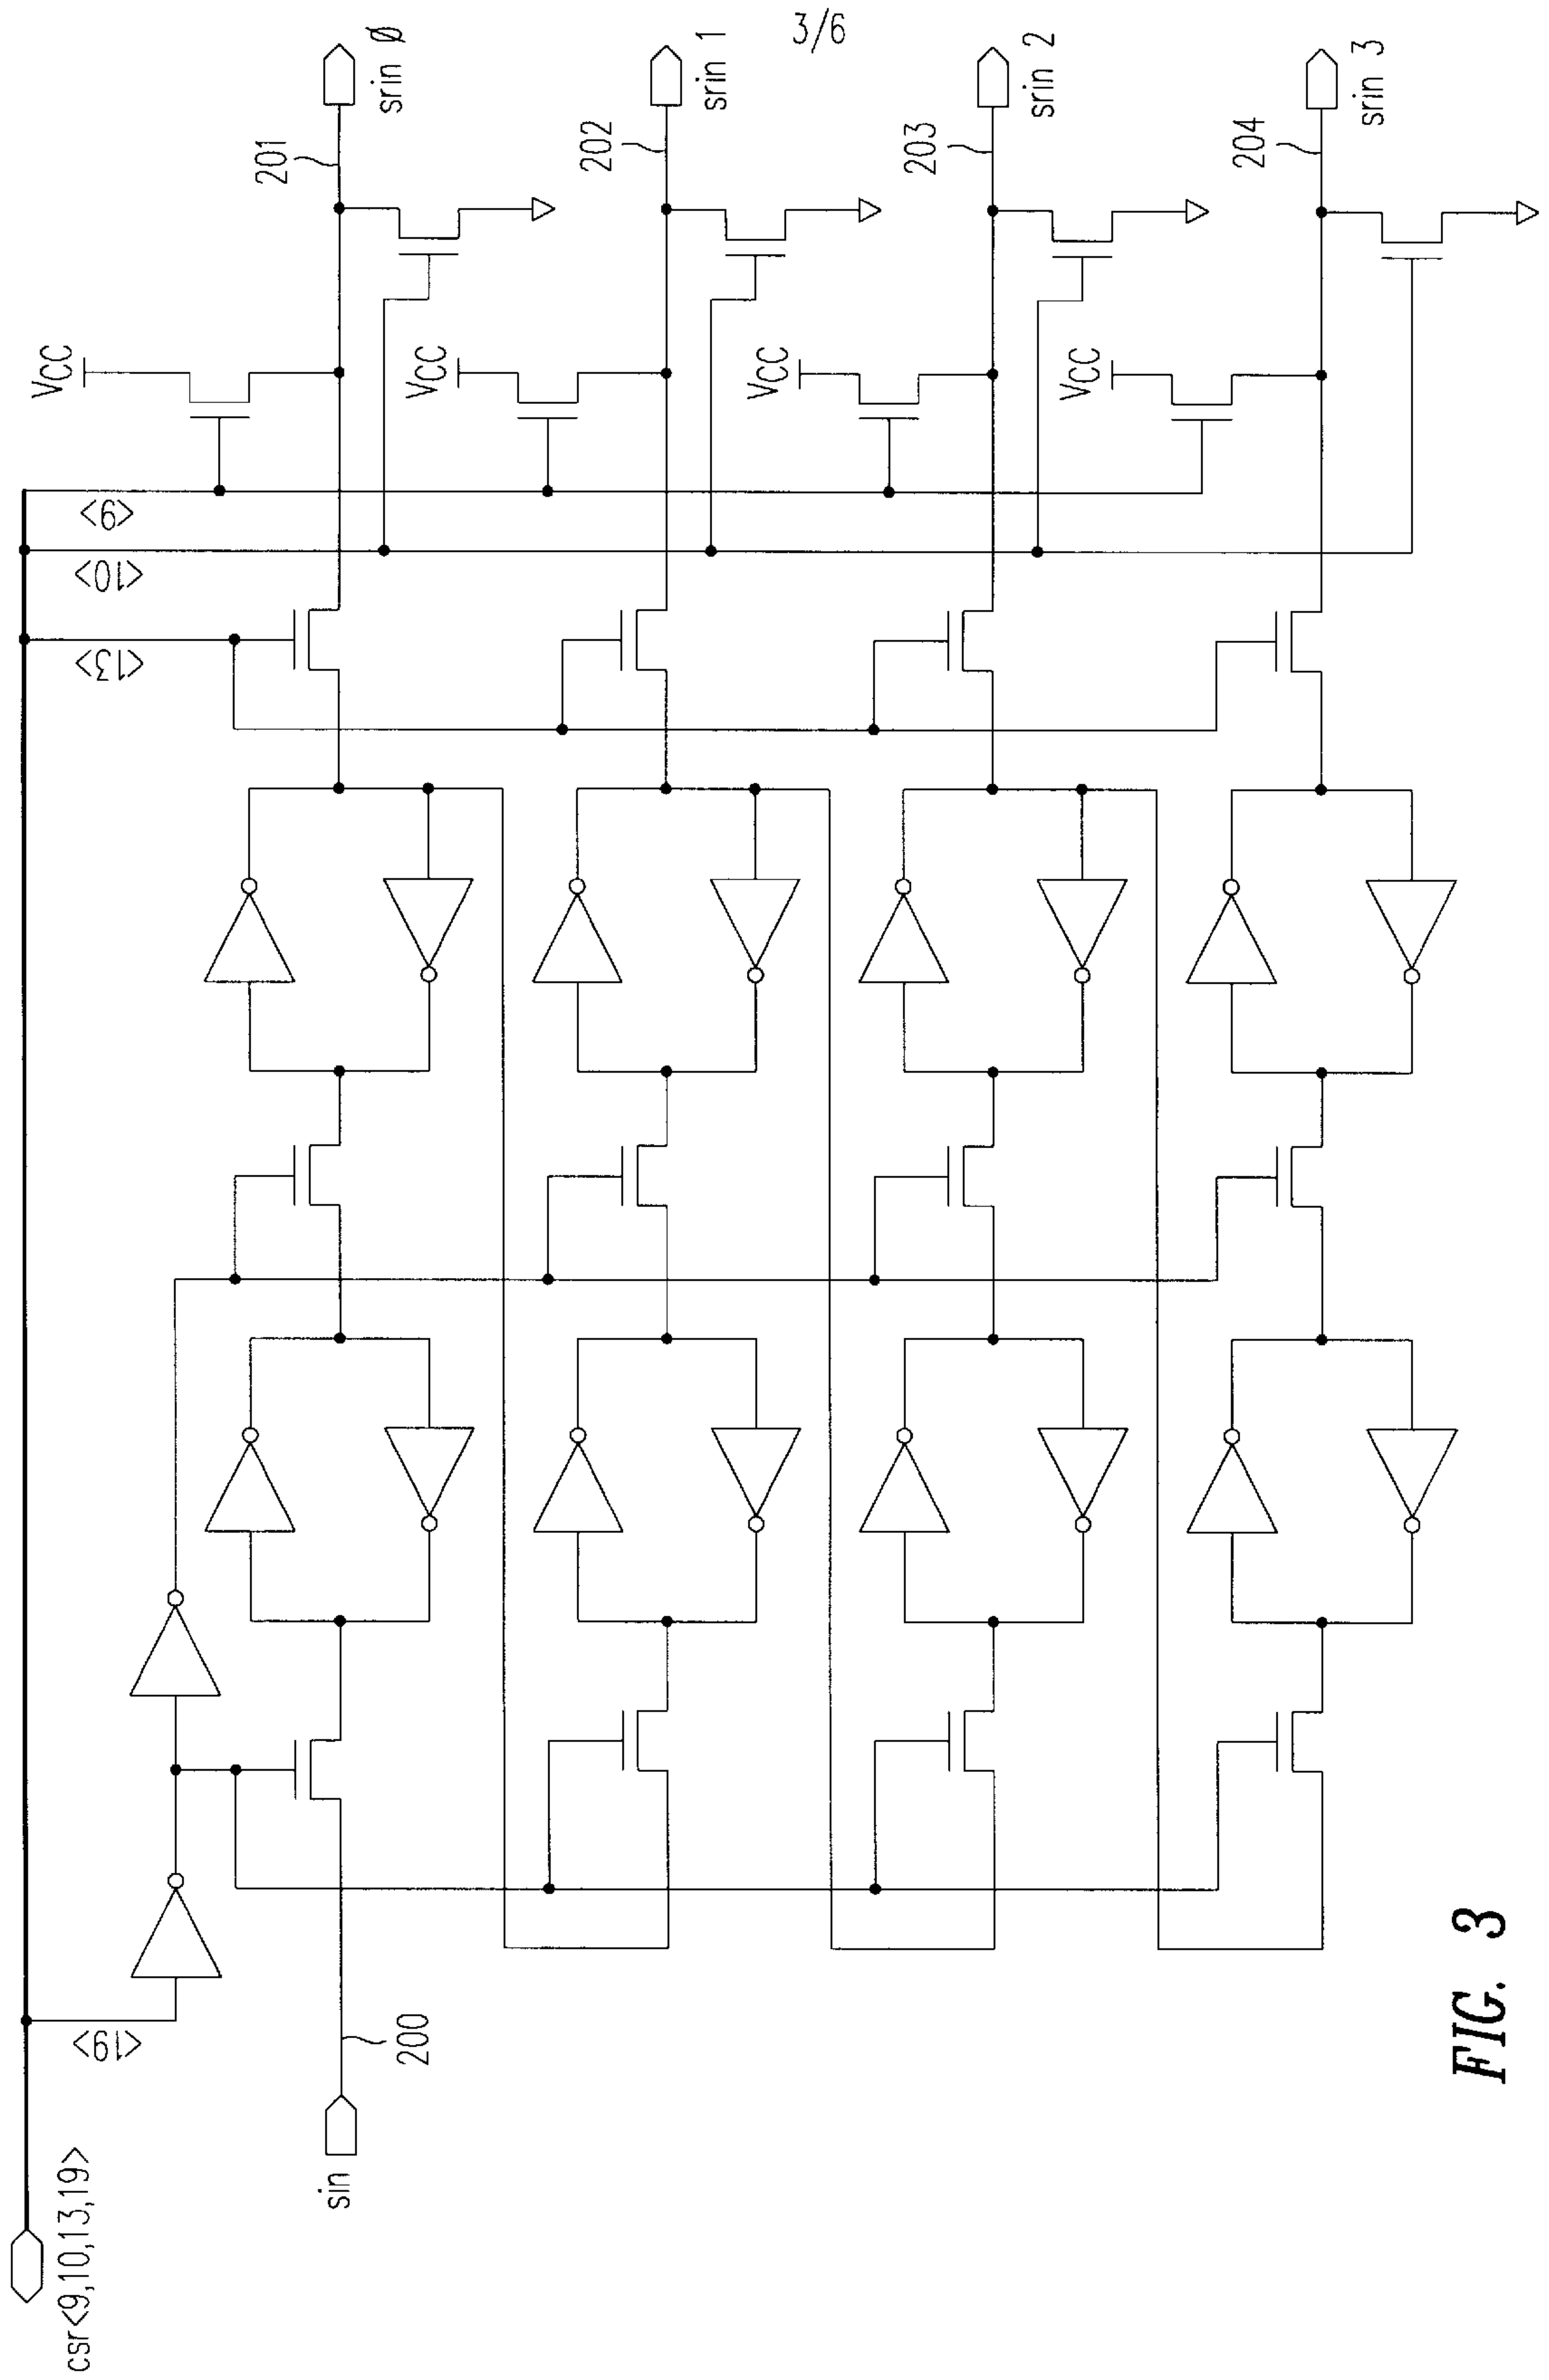 3/6
csr<9,10,13,19>
<19>
<13>
<10>
<9>
VCC
VCC
VCC
VCC
sin
200
201
srin Ø
202
srin 1
203
srin 2
204
srin 3
FIG. 3